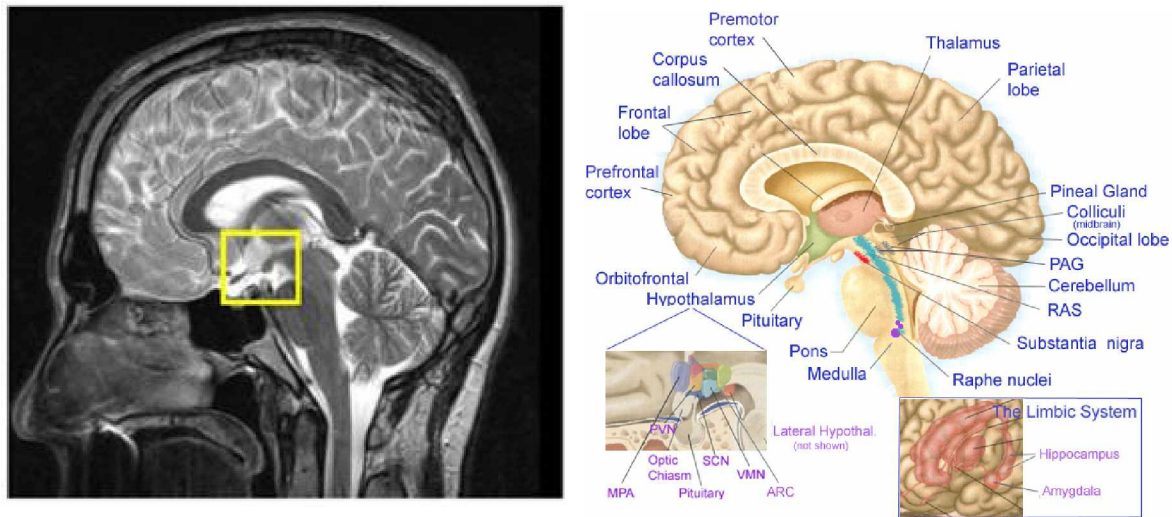 Premotor
cortex
Thalamus
Corpus
callosum
Parietal
lobe
Frontal
lobe
Prefrontal
cortex
Pineal Gland
Colliculi
(midbrain)
Occipital lobe
PAG
Cerebellum
RAS
Substantia nigra
Raphe nuclei
Orbitofrontal
Hypothalamus
Pituitary
Pons
Medulla
PVN
Optic
Chiasm
SCN
VMN
MPA
Pituitary
ARC
Lateral Hypothal.
(not shown)
The Limbic System
Hippocampus
Amygdala